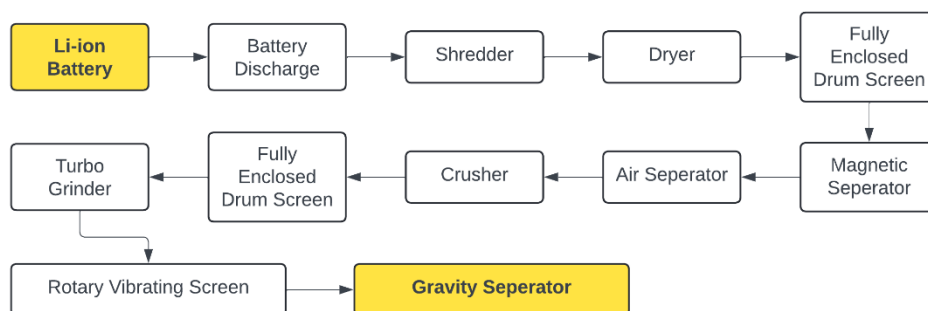 Li-ion
Battery
Battery
Discharge
Shredder
Dryer
Fully
Enclosed
Drum Screen
Magnetic
Seperator
Air Seperator
Crusher
Fully
Enclosed
Drum Screen
Turbo
Grinder
Rotary Vibrating Screen
Gravity Seperator